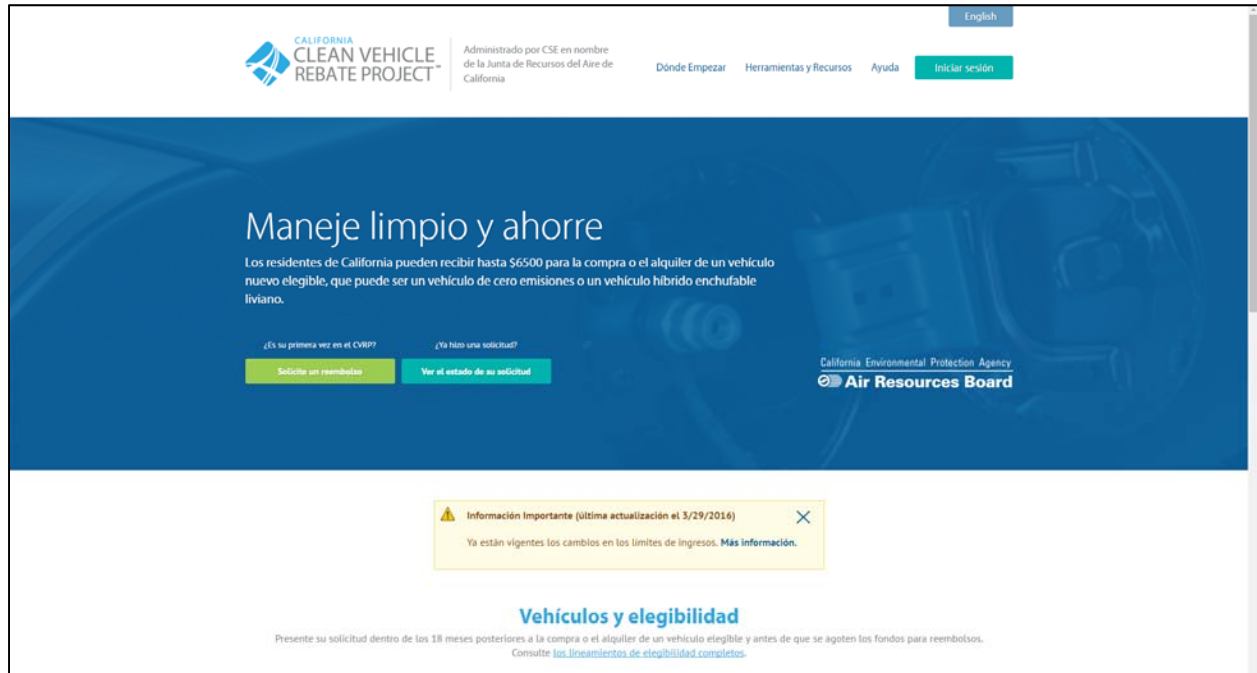 English
CALIFORNIA
CLEAN VEHICLE
REBATE PROJECT™
Administrado por CSE en nombre
de la Junta de Recursos del Aire de
California
Dónde Empezar
Herramientas y Recursos
Ayuda
Iniciar sesión
Maneje limpio y ahorre
Los residentes de California pueden recibir hasta $6500 para la compra o el alquiler de un vehículo
nuevo elegible, que puede ser un vehículo de cero emisiones o un vehículo híbrido enchufable
liviano.
¿Es su primera vez en el CVRP?
¿Ya hizo una solicitud?
Solicite un reembolso
Ver el estado de su solicitud
California Environmental Protection Agency
Air Resources Board
Información Importante (última actualización el 3/29/2016)
Ya están vigentes los cambios en los límites de ingresos. Más información.
Vehículos y elegibilidad
Presente su solicitud dentro de los 18 meses posteriores a la compra o el alquiler de un vehículo elegible y antes de que se agoten los fondos para reembolsos.
Consulte los lineamientos de elegibilidad completos.